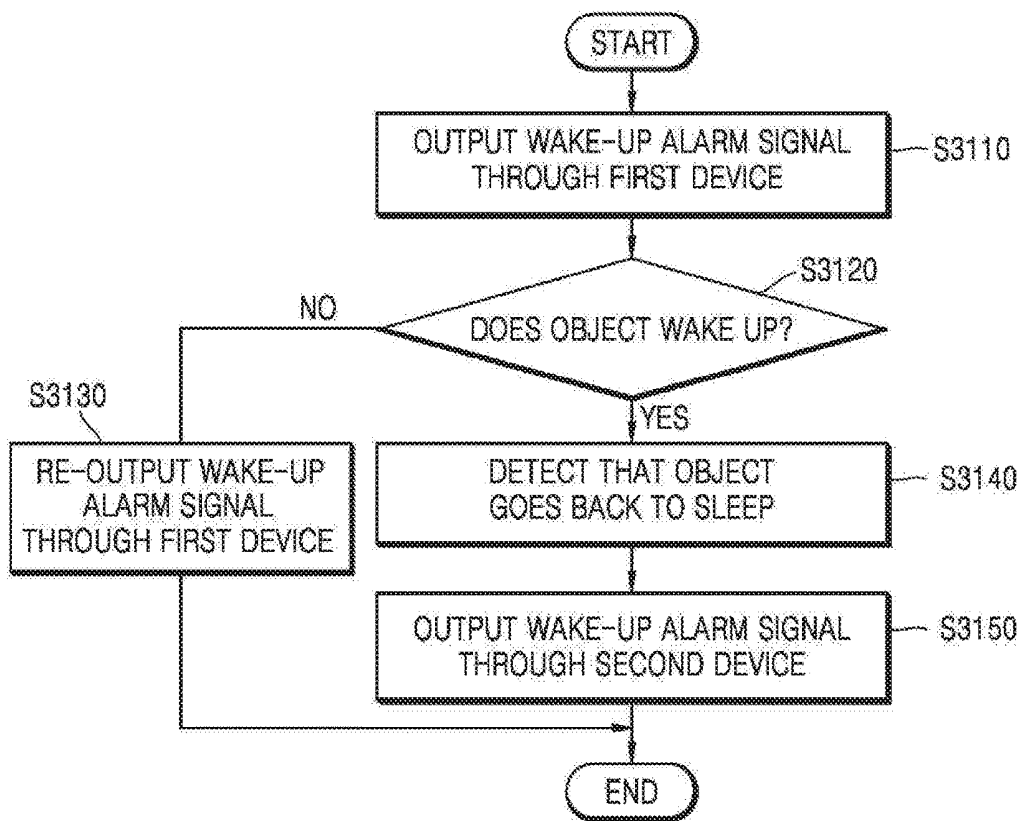 START
OUTPUT WAKE-UP ALARM SIGNAL
THROUGH FIRST DEVICE
S3110
S3120
DOES OBJECT WAKE UP?
NO
YES
S3130
RE-OUTPUT WAKE-UP
ALARM SIGNAL
THROUGH FIRST DEVICE
DETECT THAT OBJECT
GOES BACK TO SLEEP
S3140
OUTPUT WAKE-UP ALARM SIGNAL
THROUGH SECOND DEVICE
S3150
END